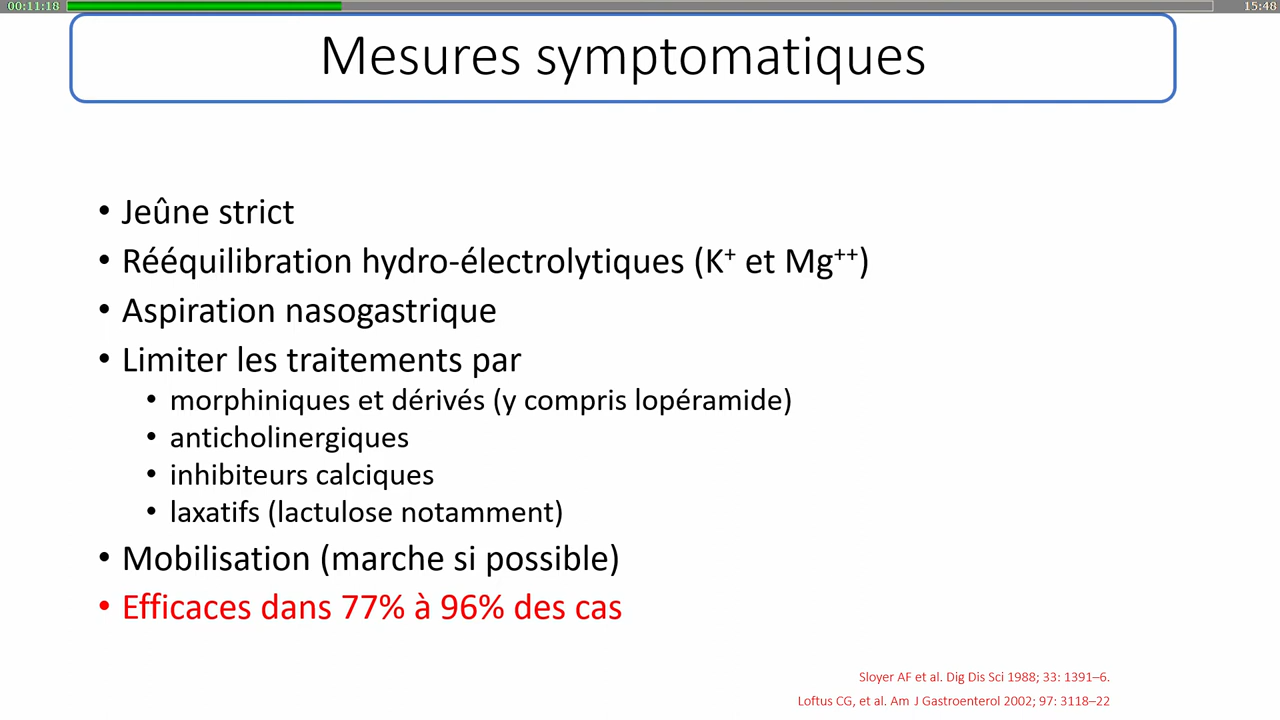 00:11:18 15:48
Mesures symptomatiques
• Jeûne strict
• Rééquilibration hydro-électrolytiques (K⁺ et Mg⁺⁺)
• Aspiration nasogastrique
• Limiter les traitements par
• morphiniques et dérivés (y compris lopéramide)
• anticholinergiques
• inhibiteurs calciques
• laxatifs (lactulose notamment)
• Mobilisation (marche si possible)
• Efficaces dans 77% à 96% des cas
Sloyer AF et al. Dig Dis Sci 1988; 33: 1391–6.
Loftus CG, et al. Am J Gastroenterol 2002; 97: 3118–22